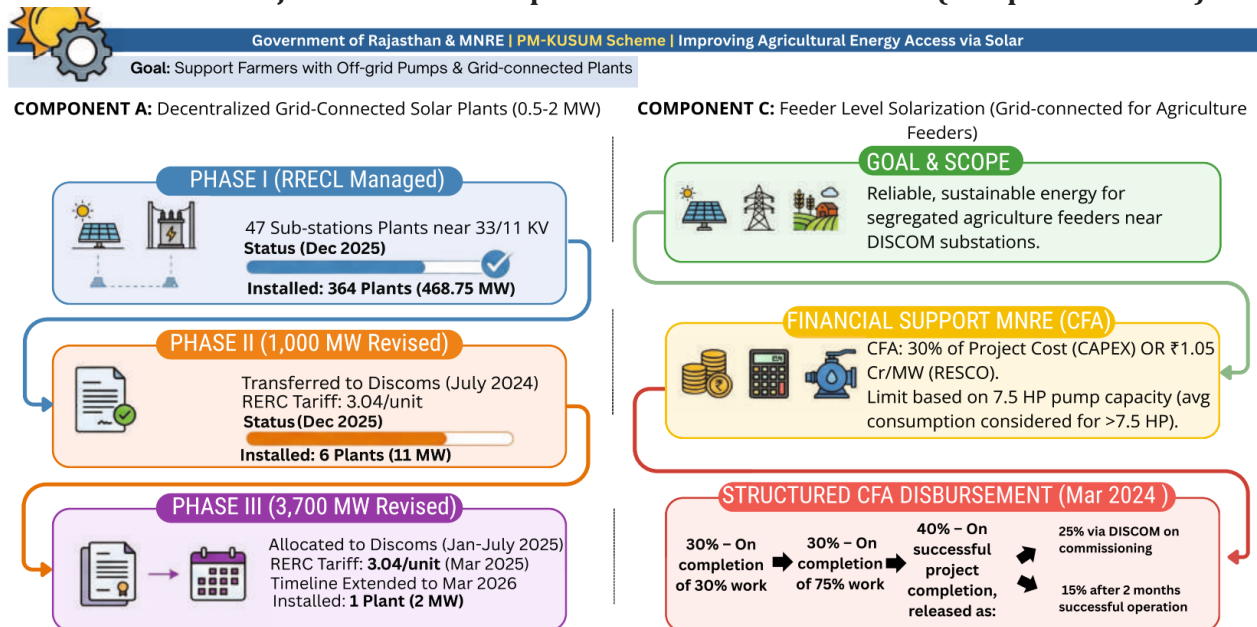 Government of Rajasthan & MNRE | PM-KUSUM Scheme | Improving Agricultural Energy Access via Solar
Goal: Support Farmers with Off-grid Pumps & Grid-connected Plants
COMPONENT A: Decentralized Grid-Connected Solar Plants (0.5-2 MW)
PHASE I (RRECL Managed)
47 Sub-stations Plants near 33/11 KV
Status (Dec 2025)
Installed: 364 Plants (468.75 MW)
PHASE II (1,000 MW Revised)
Transferred to Discoms (July 2024)
RERC Tariff: 3.04/unit
Status (Dec 2025)
Installed: 6 Plants (11 MW)
PHASE III (3,700 MW Revised)
Allocated to Discoms (Jan-July 2025)
RERC Tariff: 3.04/unit (Mar 2025)
Timeline Extended to Mar 2026
Installed: 1 Plant (2 MW)
COMPONENT C: Feeder Level Solarization (Grid-connected for Agriculture
Feeders)
GOAL & SCOPE
Reliable, sustainable energy for
segregated agriculture feeders near
DISCOM substations.
FINANCIAL SUPPORT MNRE (CFA)
CFA: 30% of Project Cost (CAPEX) OR ₹1.05
Cr/MW (RESCO).
Limit based on 7.5 HP pump capacity (avg
consumption considered for >7.5 HP).
STRUCTURED CFA DISBURSEMENT (Mar 2024 )
30% – On
completion
of 30% work
30% – On
completion
of 75% work
40% – On
successful
project
completion,
released as:
25% via DISCOM on
commissioning
15% after 2 months
successful operation